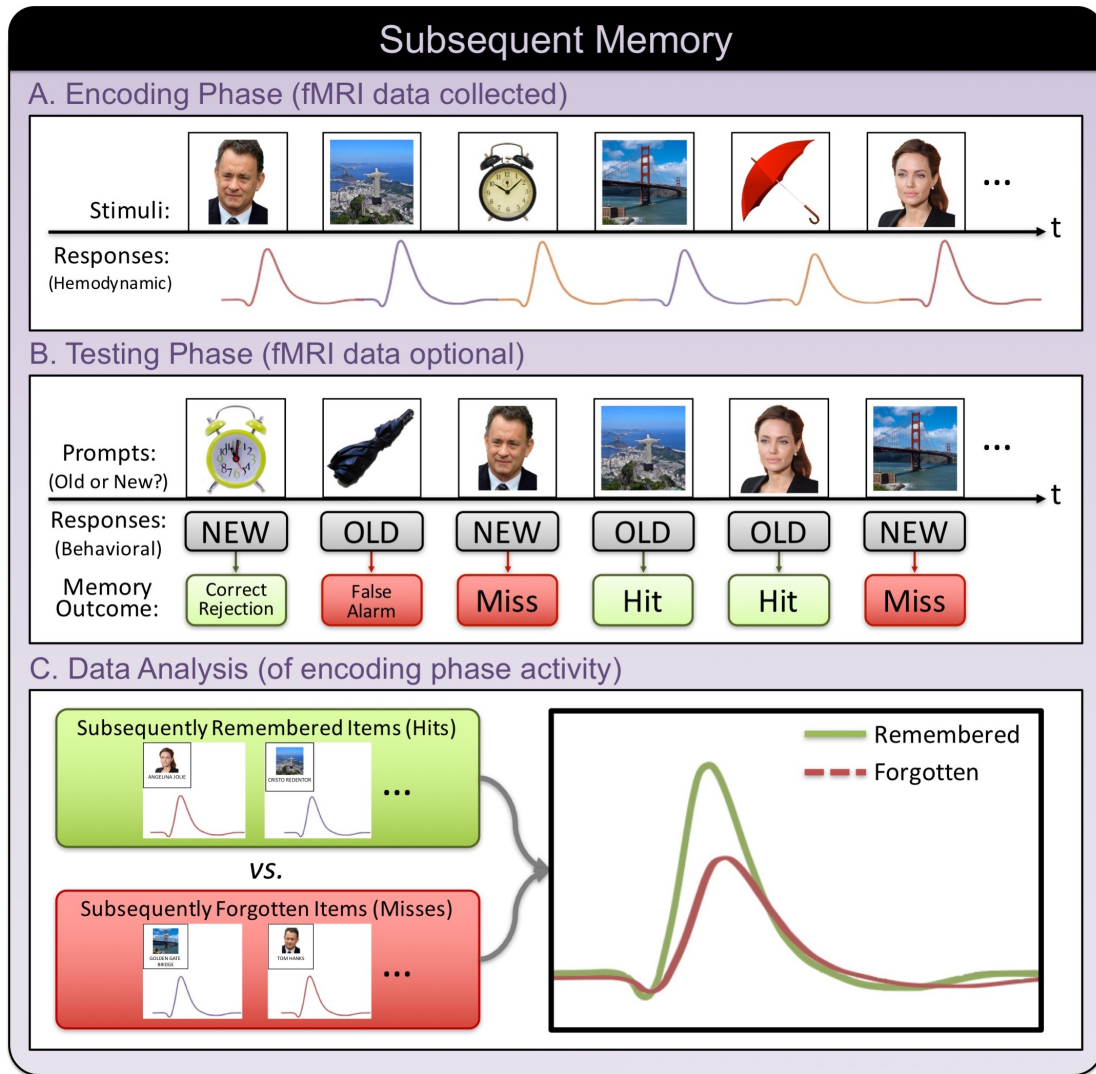 Subsequent Memory
A. Encoding Phase (fMRI data collected)
Stimuli:
...
t
Responses:
(Hemodynamic)
B. Testing Phase (fMRI data optional)
Prompts:
(Old or New?)
...
t
Responses:
(Behavioral)
NEW
OLD
NEW
OLD
OLD
NEW
Memory
Outcome:
Correct
Rejection
False
Alarm
Miss
Hit
Hit
Miss
C. Data Analysis (of encoding phase activity)
Subsequently Remembered Items (Hits)
ANGELINA JOLIE
CRISTO REDENTOR
...
vs.
Subsequently Forgotten Items (Misses)
GOLDEN GATE
BRIDGE
TOM HANKS
...
Remembered
Forgotten